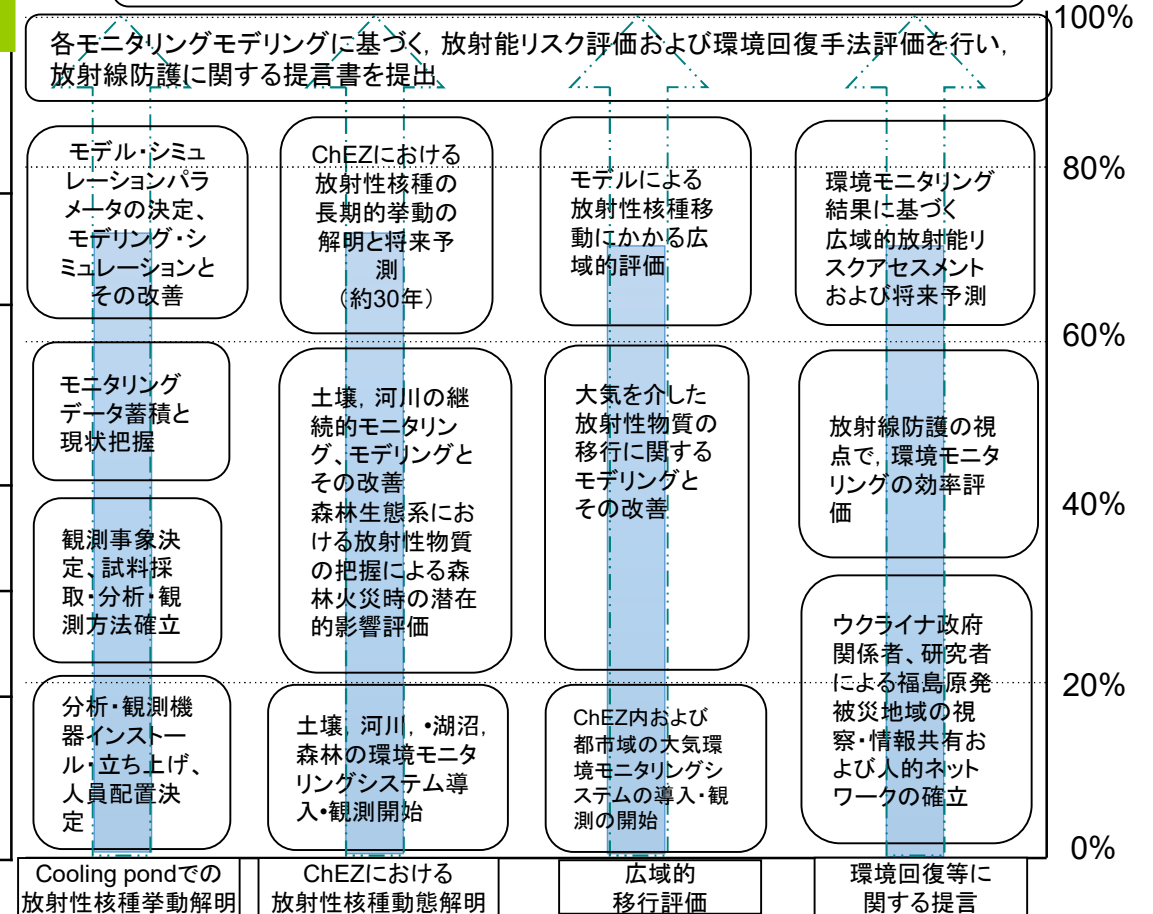 各モニタリングモデリングに基づく，放射能リスク評価および環境回復手法評価を行い，
放射線防護に関する提言書を提出
100%
80%
60%
40%
20%
0%
モデル・シミュ
レーションパラ
メータの決定、
モデリング・シ
ミュレーションと
その改善
モニタリング
データ蓄積と
現状把握
観測事象決
定、試料採
取・分析・観
測方法確立
分析・観測機
器インストー
ル・立ち上げ、
人員配置決
定
Cooling pondでの
放射性核種挙動解明
ChEZにおける
放射性核種の
長期的挙動の
解明と将来予
測
（約30年）
土壌，河川の継
続的モニタリン
グ、モデリングと
その改善
森林生態系にお
ける放射性物質
の把握による森
林火災時の潜在
的影響評価
土壌，河川，•湖沼，
森林の環境モニタ
リングシステム導
入•観測開始
ChEZにおける
放射性核種動態解明
モデルによる
放射性核種移
動にかかる広
域的評価
大気を介した
放射性物質の
移行に関する
モデリングと
その改善
ChEZ内および
都市域の大気環
境モニタリングシ
ステムの導入・観
測の開始
広域的
移行評価
環境モニタリング
結果に基づく
広域的放射能リ
スクアセスメント
および将来予測
放射線防護の視
点で，環境モニタ
リングの効率評
価
ウクライナ政府
関係者、研究者
による福島原発
被災地域の視
察・情報共有お
よび人的ネット
ワークの確立
環境回復等に
関する提言